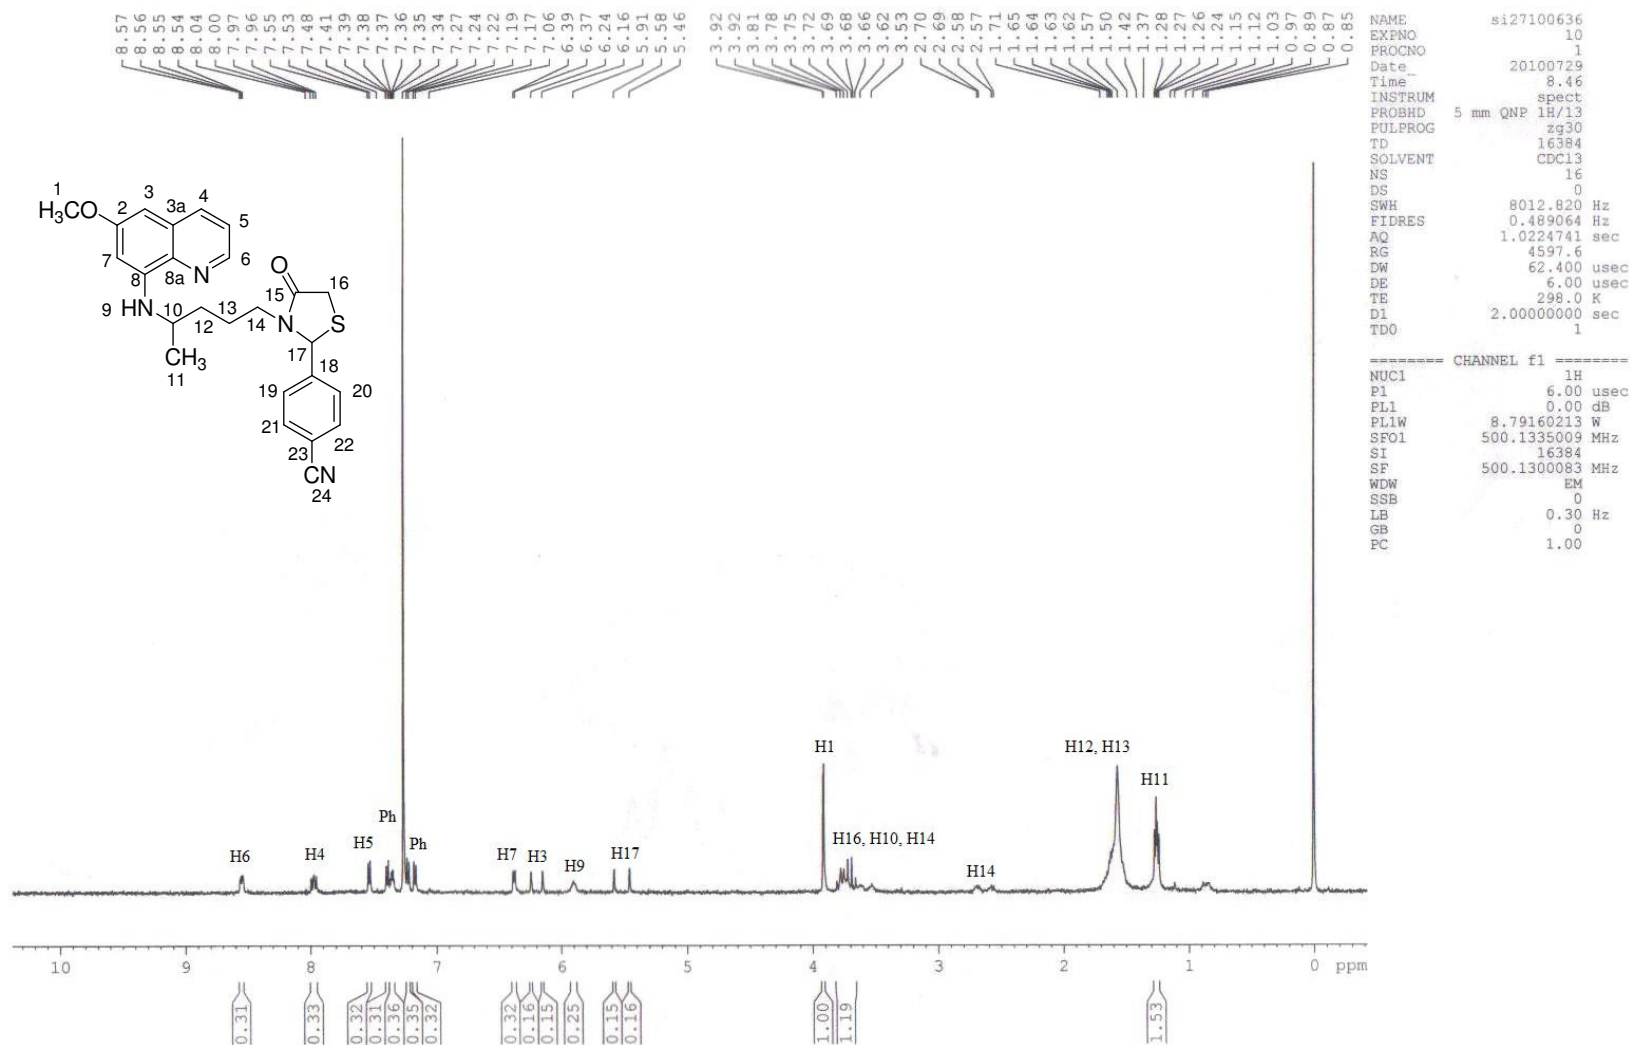 8.57
8.56
8.55
8.54
8.04
8.00
7.97
7.96
7.55
7.53
7.48
7.41
7.39
7.38
7.37
7.36
7.35
7.34
7.27
7.24
7.22
7.19
7.17
7.06
6.39
6.37
6.24
6.16
5.91
5.58
5.46
3.92
3.92
3.81
3.78
3.75
3.72
3.69
3.68
3.66
3.62
3.53
2.70
2.69
2.58
2.57
1.71
1.65
1.64
1.63
1.62
1.57
1.50
1.42
1.37
1.28
1.27
1.26
1.24
1.15
1.12
1.03
0.97
0.89
0.87
0.85
NAME si27100636
EXPNO 10
PROCNO 1
Date_ 20100729
Time 8.46
INSTRUM spect
PROBHD 5 mm QNP 1H/13
PULPROG zg30
TD 16384
SOLVENT CDCl3
NS 16
DS 0
SWH 8012.820 Hz
FIDRES 0.489064 Hz
AQ 1.0224741 sec
RG 4597.6
DW 62.400 usec
DE 6.00 usec
TE 298.0 K
D1 2.00000000 sec
TD0 1
======== CHANNEL f1 ========
NUC1 1H
P1 6.00 usec
PL1 0.00 dB
PL1W 8.79160213 W
SFO1 500.1335009 MHz
SI 16384
SF 500.1300083 MHz
WDW EM
SSB 0
LB 0.30 Hz
GB 0
PC 1.00
1
3
4
H3CO
2
3a
5
7
6
8
8a
N
O
16
15
9
HN
10
13
12
14
N
S
CH3
11
17
18
19
20
21
22
23
CN
24
H6
H4
H5
Ph
Ph
H7
H3
H9
H17
H1
H16, H10, H14
H14
H12, H13
H11
10 9 8 7 6 5 4 3 2 1 0 ppm
0.31
0.33
0.32
0.31
0.36
0.35
0.32
0.32
0.16
0.15
0.25
0.15
0.16
1.00
1.19
1.53